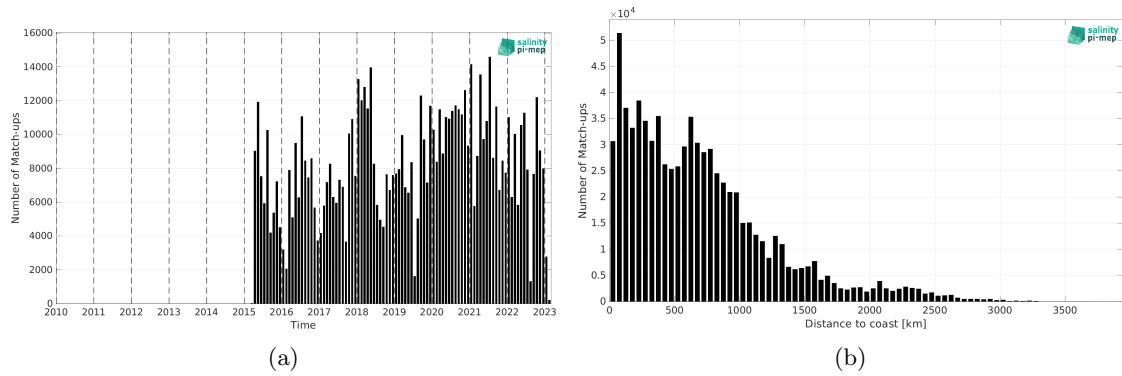 16000
14000
12000
10000
8000
6000
4000
2000
0
Number of Match-ups
2010 2011 2012 2013 2014 2015 2016 2017 2018 2019 2020 2021 2022 2023
Time
salinity
pi-mep
(a)
×10⁴
5
4.5
4
3.5
3
2.5
2
1.5
1
0.5
0
Number of Match-ups
0 500 1000 1500 2000 2500 3000 3500
Distance to coast [km]
salinity
pi-mep
(b)